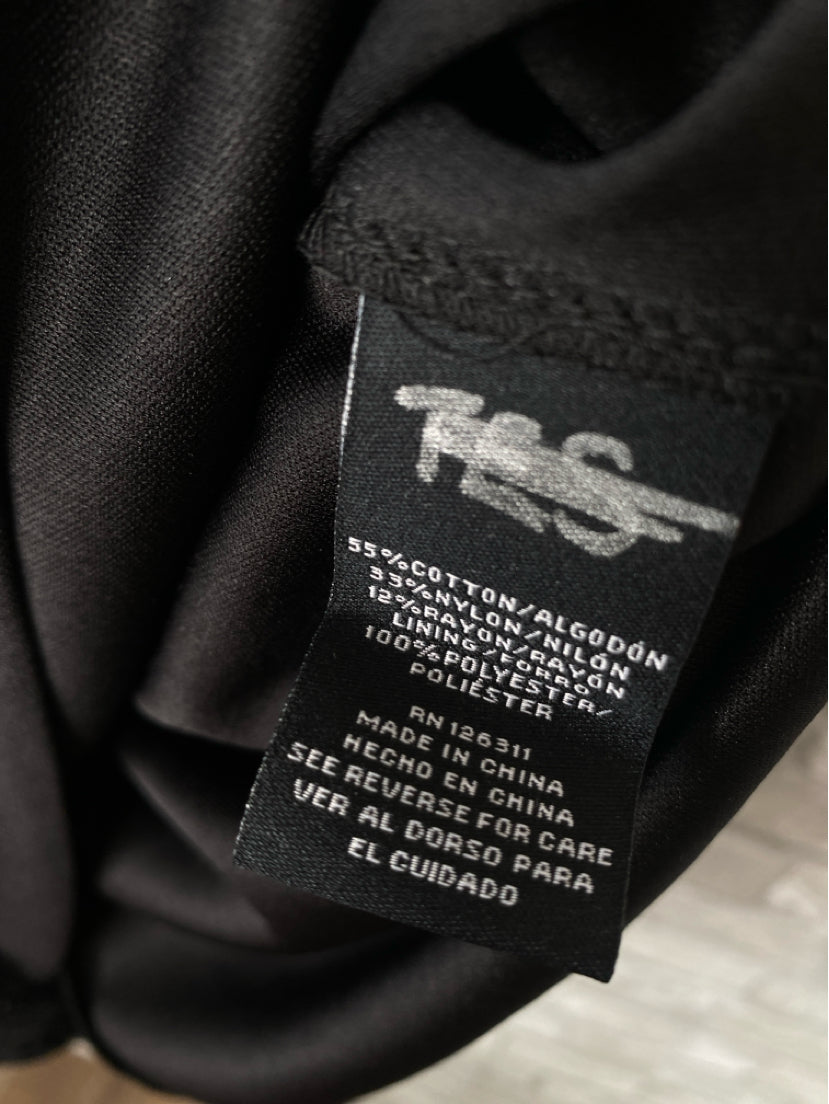 55%COTTON/ALGODÓN
33%NYLON/NILÓN
12%RAYON/RAYÓN
LINING/FORRO
100%POLYESTER/
POLIÉSTER
RN 126311
MADE IN CHINA
HECHO EN CHINA
SEE REVERSE FOR CARE
VER AL DORSO PARA
EL CUIDADO